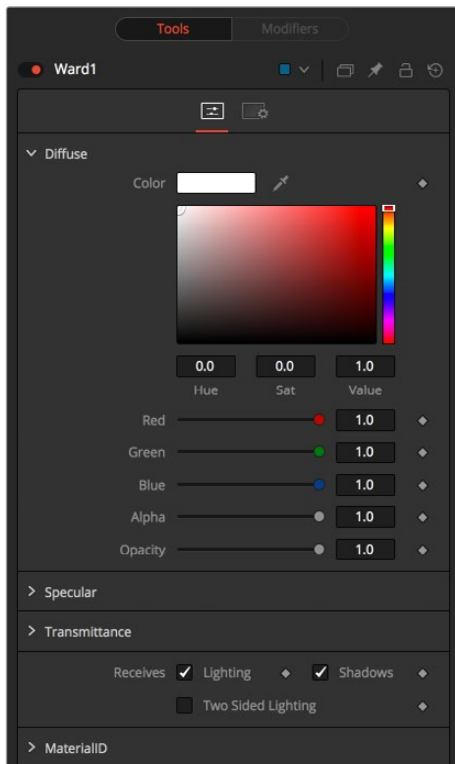 Tools Modifiers
Ward1
Diffuse
Color
0.0 0.0 1.0
Hue Sat Value
Red 1.0
Green 1.0
Blue 1.0
Alpha 1.0
Opacity 1.0
Specular
Transmittance
Receives Lighting Shadows
Two Sided Lighting
MaterialID